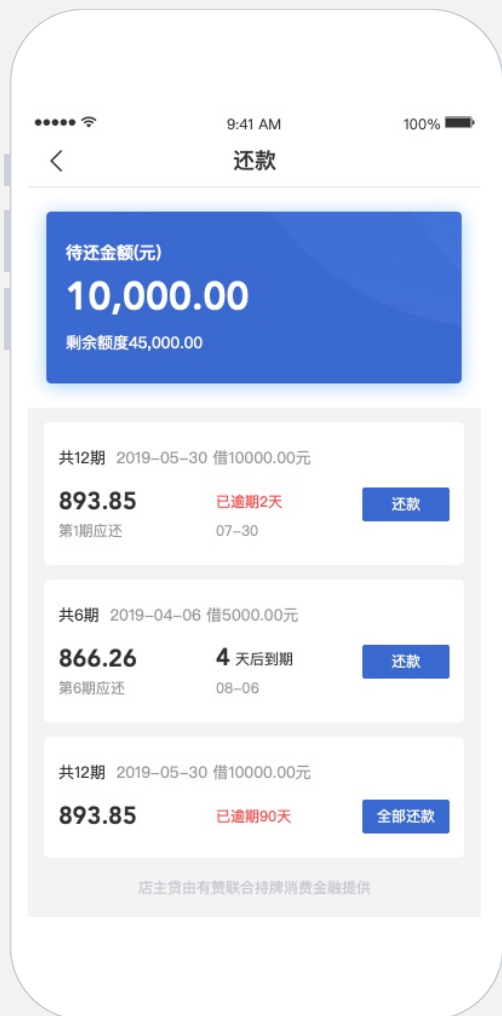 9:41 AM 100%
还款
待还金额(元)
10,000.00
剩余额度45,000.00
共12期 2019-05-30 借10000.00元
893.85 已逾期2天 还款
第1期应还 07-30
共6期 2019-04-06 借5000.00元
866.26 4 天后到期 还款
第6期应还 08-06
共12期 2019-05-30 借10000.00元
893.85 已逾期90天 全部还款
店主贷由有赞联合持牌消费金融提供